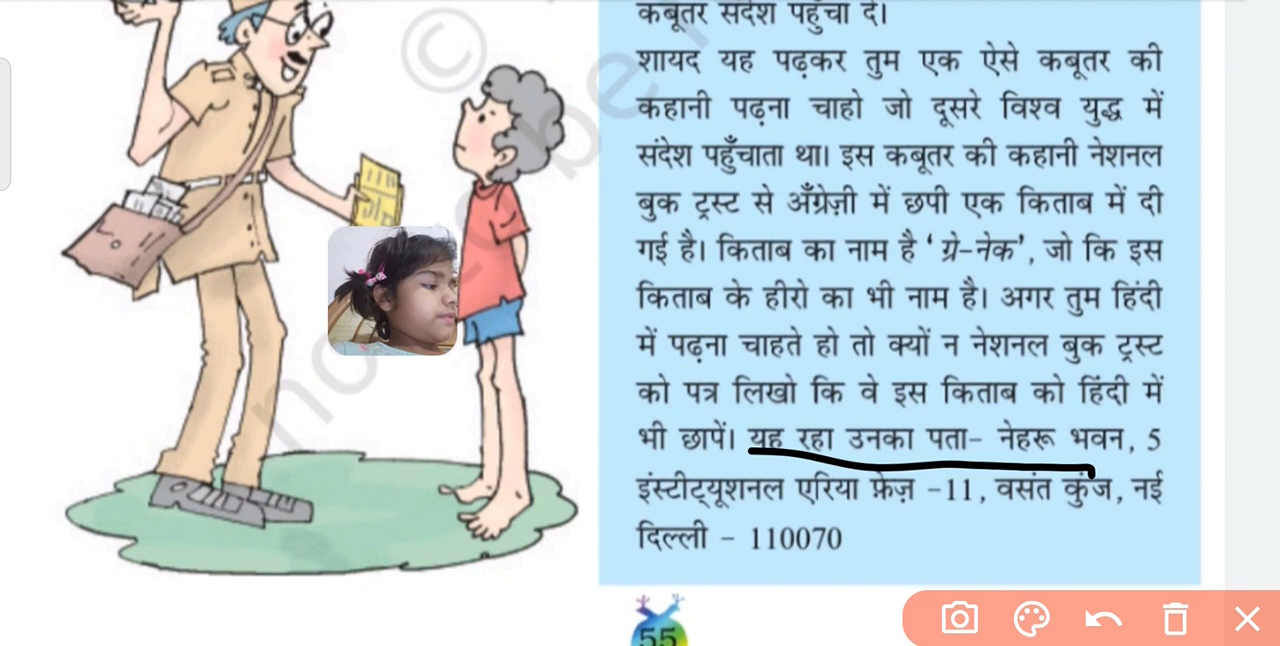 कबूतर संदेश पहुँचा दे।
शायद यह पढ़कर तुम एक ऐसे कबूतर की
कहानी पढ़ना चाहो जो दूसरे विश्व युद्ध में
संदेश पहुँचाता था। इस कबूतर की कहानी नेशनल
बुक ट्रस्ट से अँग्रेज़ी में छपी एक किताब में दी
गई है। किताब का नाम है ‘ग्रे-नेक’, जो कि इस
किताब के हीरो का भी नाम है। अगर तुम हिंदी
में पढ़ना चाहते हो तो क्यों न नेशनल बुक ट्रस्ट
को पत्र लिखो कि वे इस किताब को हिंदी में
भी छापें। यह रहा उनका पता- नेहरू भवन, 5
इंस्टीट्यूशनल एरिया फ़ेज़ -11, वसंत कुंज, नई
दिल्ली - 110070
55
©
not
be